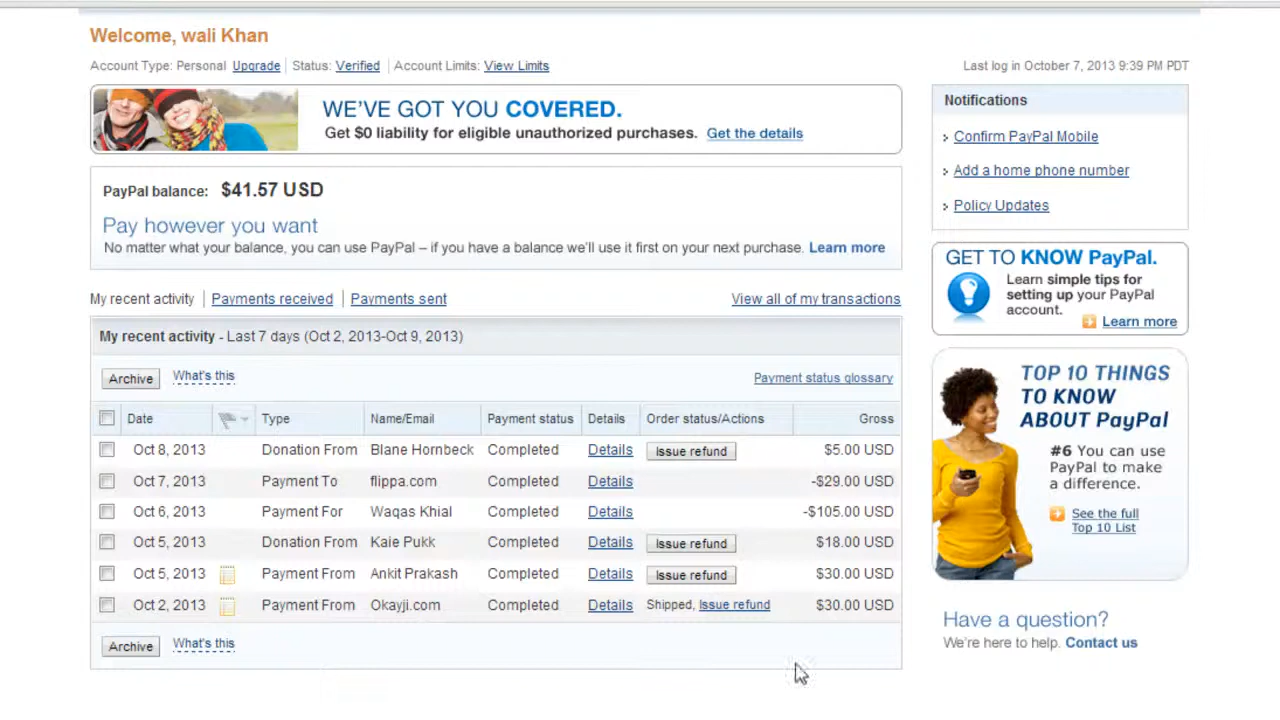 Welcome, wali Khan
Account Type: Personal Upgrade Status: Verified Account Limits: View Limits
Last log in October 7, 2013 9:39 PM PDT
WE'VE GOT YOU COVERED.
Get $0 liability for eligible unauthorized purchases. Get the details
PayPal balance: $41.57 USD
Pay however you want
No matter what your balance, you can use PayPal – if you have a balance we'll use it first on your next purchase. Learn more
My recent activity Payments received Payments sent View all of my transactions
My recent activity - Last 7 days (Oct 2, 2013-Oct 9, 2013)
Archive What's this Payment status glossary
Date Type Name/Email Payment status Details Order status/Actions Gross
Oct 8, 2013 Donation From Blane Hornbeck Completed Details Issue refund $5.00 USD
Oct 7, 2013 Payment To flippa.com Completed Details -$29.00 USD
Oct 6, 2013 Payment For Waqas Khial Completed Details -$105.00 USD
Oct 5, 2013 Donation From Kaie Pukk Completed Details Issue refund $18.00 USD
Oct 5, 2013 Payment From Ankit Prakash Completed Details Issue refund $30.00 USD
Oct 2, 2013 Payment From Okayji.com Completed Details Shipped, Issue refund $30.00 USD
Archive What's this
Notifications
Confirm PayPal Mobile
Add a home phone number
Policy Updates
GET TO KNOW PayPal.
Learn simple tips for
setting up your PayPal
account.
Learn more
TOP 10 THINGS
TO KNOW
ABOUT PayPal
#6 You can use
PayPal to make
a difference.
See the full
Top 10 List
Have a question?
We're here to help. Contact us